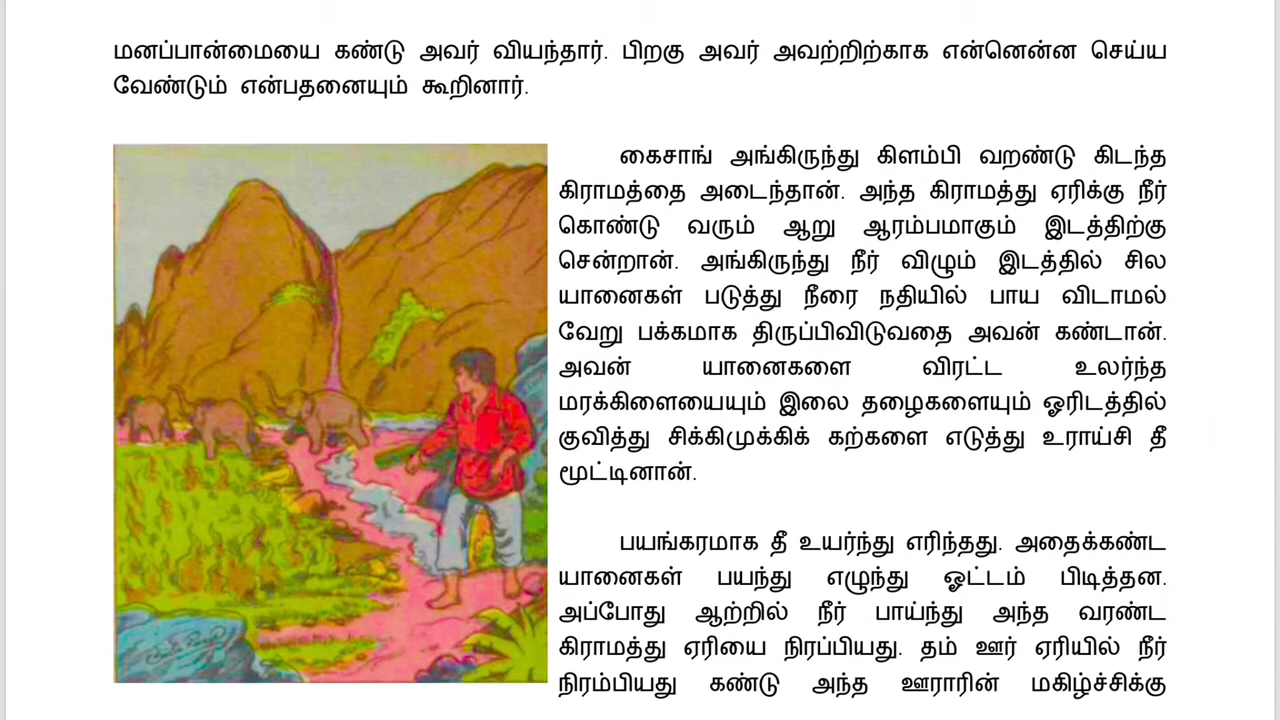 மனப்பான்மையை கண்டு அவர் வியந்தார். பிறகு அவர் அவற்றிற்காக என்னென்ன செய்ய
வேண்டும் என்பதனையும் கூறினார்.
கைசாங் அங்கிருந்து கிளம்பி வறண்டு கிடந்த
கிராமத்தை அடைந்தான். அந்த கிராமத்து ஏரிக்கு நீர்
கொண்டு வரும் ஆறு ஆரம்பமாகும் இடத்திற்கு
சென்றான். அங்கிருந்து நீர் விழும் இடத்தில் சில
யானைகள் படுத்து நீரை நதியில் பாய விடாமல்
வேறு பக்கமாக திருப்பிவிடுவதை அவன் கண்டான்.
அவன் யானைகளை விரட்ட உலர்ந்த
மரக்கிளையையும் இலை தழைகளையும் ஓரிடத்தில்
குவித்து சிக்கிமுக்கிக் கற்களை எடுத்து உராய்சி தீ
மூட்டினான்.
பயங்கரமாக தீ உயர்ந்து எரிந்தது. அதைக்கண்ட
யானைகள் பயந்து எழுந்து ஓட்டம் பிடித்தன.
அப்போது ஆற்றில் நீர் பாய்ந்து அந்த வரண்ட
கிராமத்து ஏரியை நிரப்பியது. தம் ஊர் ஏரியில் நீர்
நிரம்பியது கண்டு அந்த ஊராரின் மகிழ்ச்சிக்கு